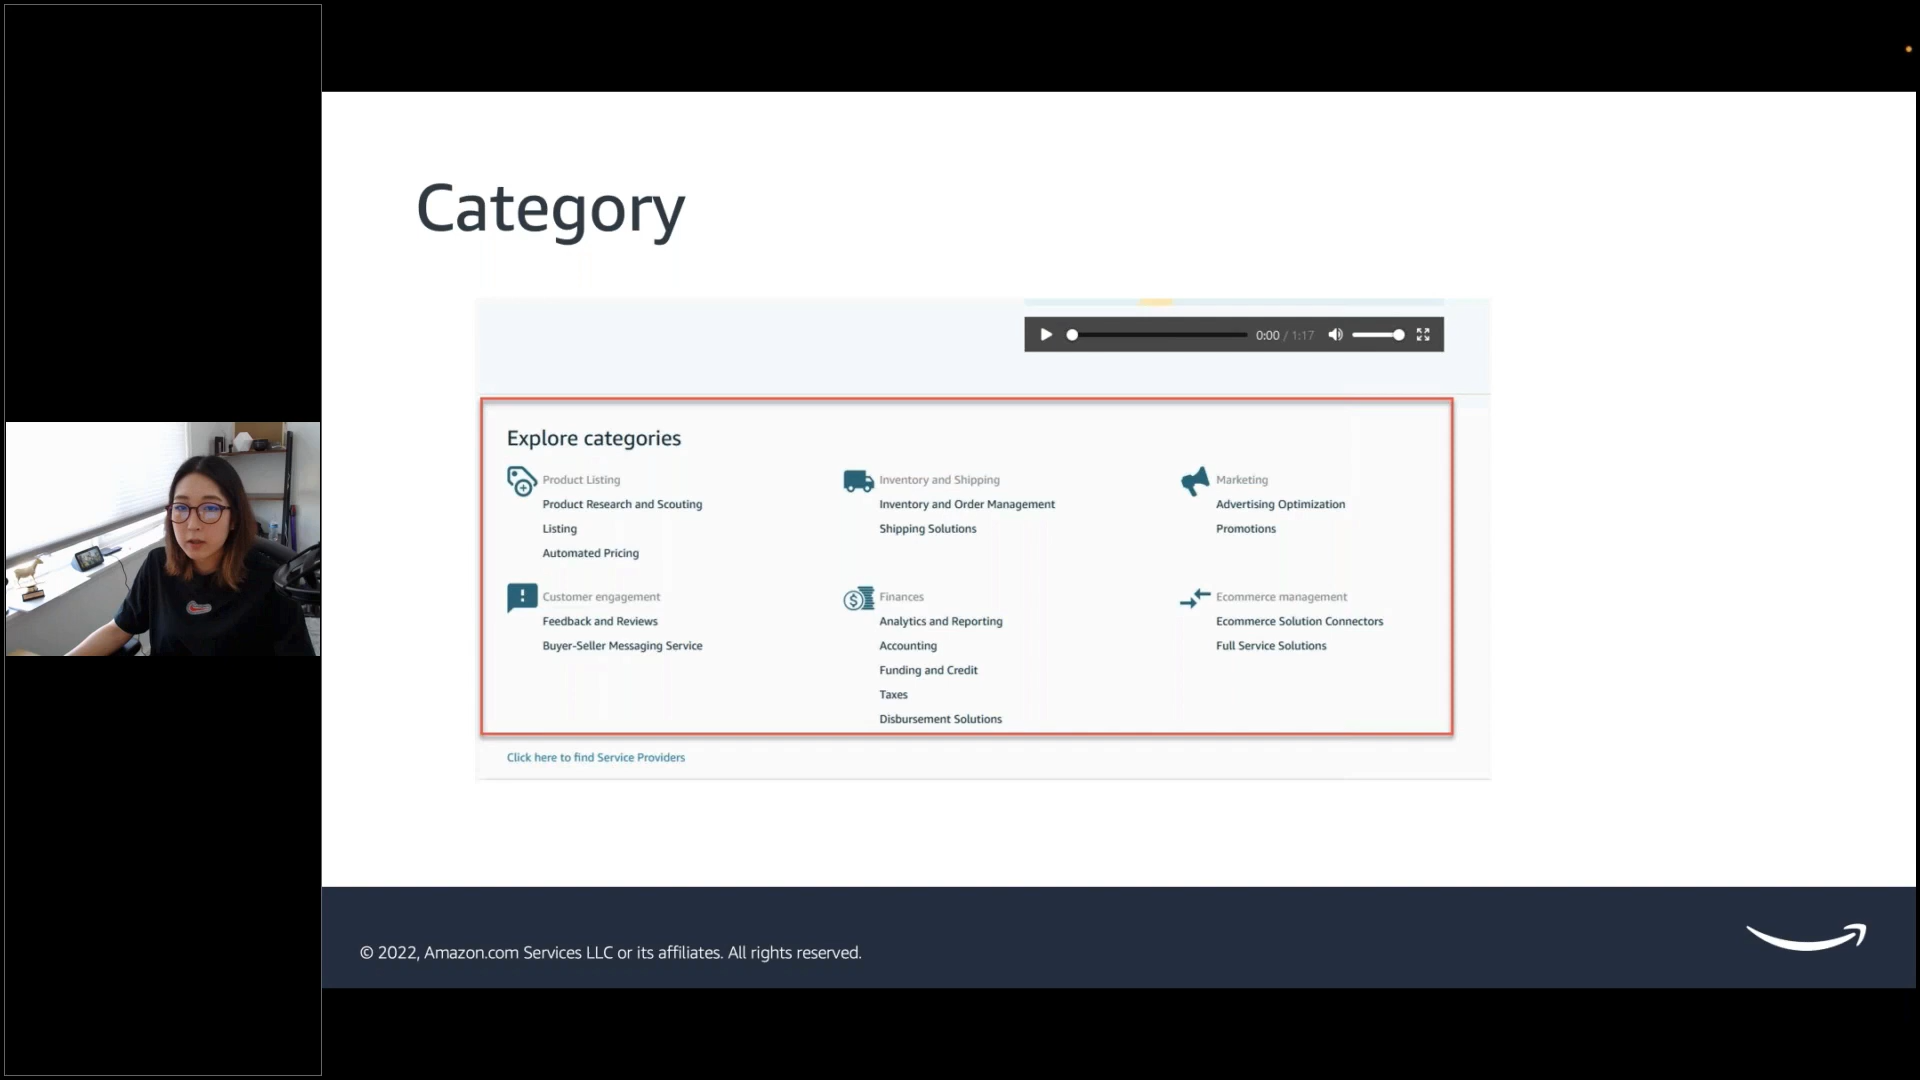 Category
0:00 / 1:17
Explore categories
Product Listing
Product Research and Scouting
Listing
Automated Pricing
Inventory and Shipping
Inventory and Order Management
Shipping Solutions
Marketing
Advertising Optimization
Promotions
Customer engagement
Feedback and Reviews
Buyer-Seller Messaging Service
Finances
Analytics and Reporting
Accounting
Funding and Credit
Taxes
Disbursement Solutions
Ecommerce management
Ecommerce Solution Connectors
Full Service Solutions
Click here to find Service Providers
© 2022, Amazon.com Services LLC or its affiliates. All rights reserved.